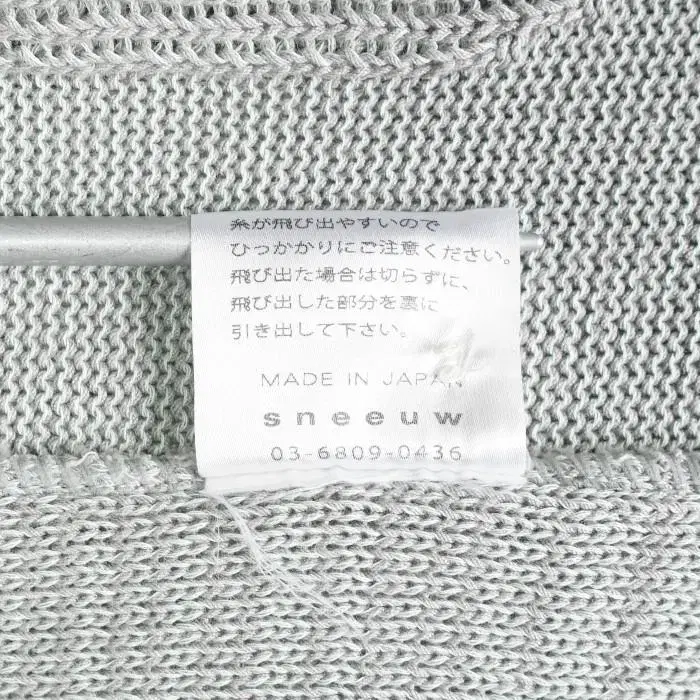 糸が飛び出やすいので
ひっかかりにご注意ください。
飛び出た場合は切らずに、
飛び出した部分を裏に
引き出して下さい。
MADE IN JAPAN
sneeuw
03-6809-0436